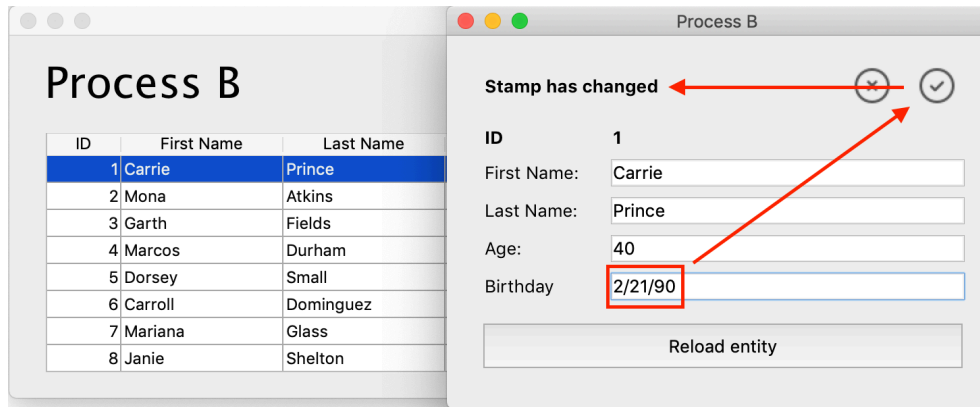 Process B
ID First Name Last Name
1 Carrie Prince
2 Mona Atkins
3 Garth Fields
4 Marcos Durham
5 Dorsey Small
6 Carroll Dominguez
7 Mariana Glass
8 Janie Shelton
Process B
Stamp has changed
ID 1
First Name: Carrie
Last Name: Prince
Age: 40
Birthday 2/21/90
Reload entity